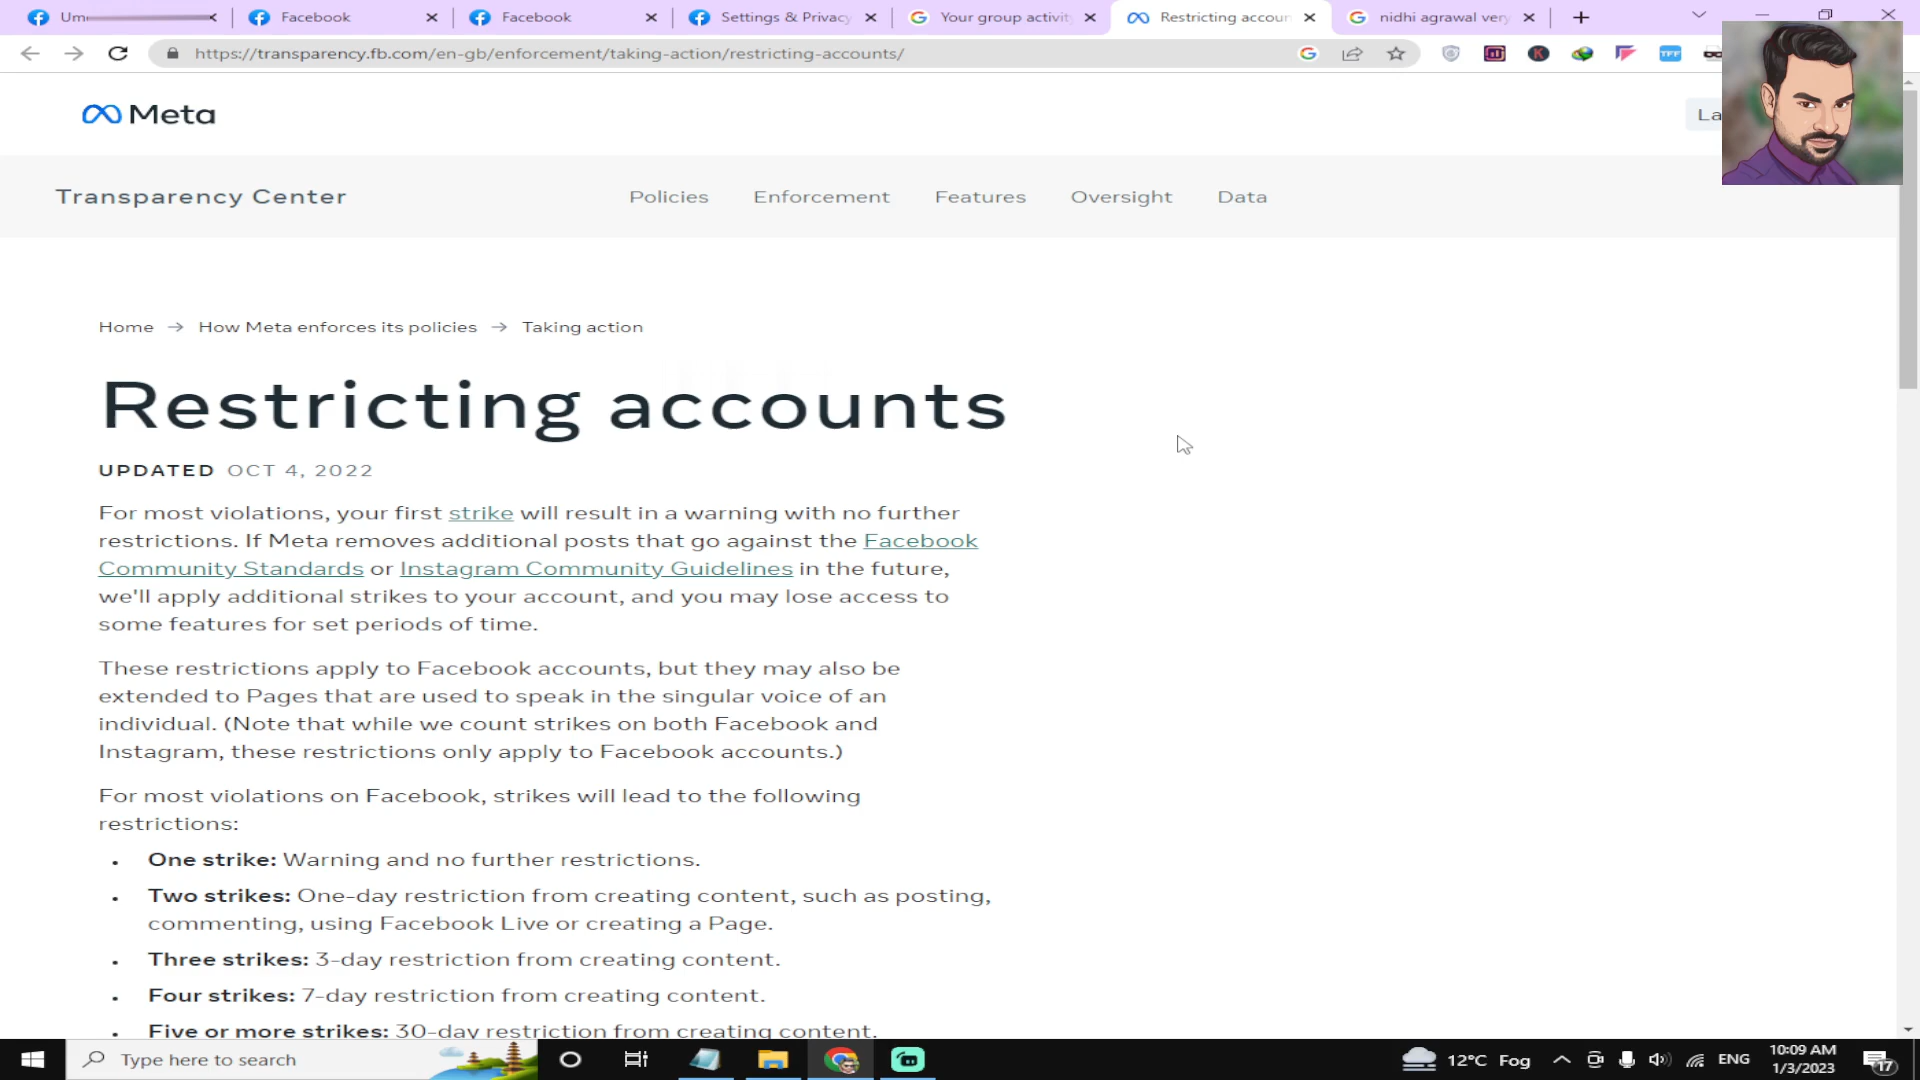 Um
Facebook
Facebook
Settings & Privacy
Your group activit
Restricting accoun
nidhi agrawal very
https://transparency.fb.com/en-gb/enforcement/taking-action/restricting-accounts/
Meta
La
Transparency Center
Policies
Enforcement
Features
Oversight
Data
Home → How Meta enforces its policies → Taking action
Restricting accounts
UPDATED OCT 4, 2022
For most violations, your first strike will result in a warning with no further
restrictions. If Meta removes additional posts that go against the Facebook
Community Standards or Instagram Community Guidelines in the future,
we'll apply additional strikes to your account, and you may lose access to
some features for set periods of time.
These restrictions apply to Facebook accounts, but they may also be
extended to Pages that are used to speak in the singular voice of an
individual. (Note that while we count strikes on both Facebook and
Instagram, these restrictions only apply to Facebook accounts.)
For most violations on Facebook, strikes will lead to the following
restrictions:
• One strike: Warning and no further restrictions.
• Two strikes: One-day restriction from creating content, such as posting,
commenting, using Facebook Live or creating a Page.
• Three strikes: 3-day restriction from creating content.
• Four strikes: 7-day restriction from creating content.
• Five or more strikes: 30-day restriction from creating content.
Type here to search
12°C Fog
ENG
10:09 AM
1/3/2023
17